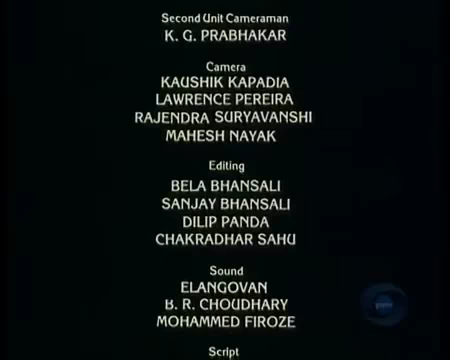 Second Unit Cameraman
K. G. PRABHAKAR
Camera
KAUSHIK KAPADIA
LAWRENCE PEREIRA
RAJENDRA SURYAVANSHI
MAHESH NAYAK
Editing
BELA BHANSALI
SANJAY BHANSALI
DILIP PANDA
CHAKRADHAR SAHU
Sound
ELANGOVAN
B. R. CHOUDHARY
MOHAMMED FIROZE
Script